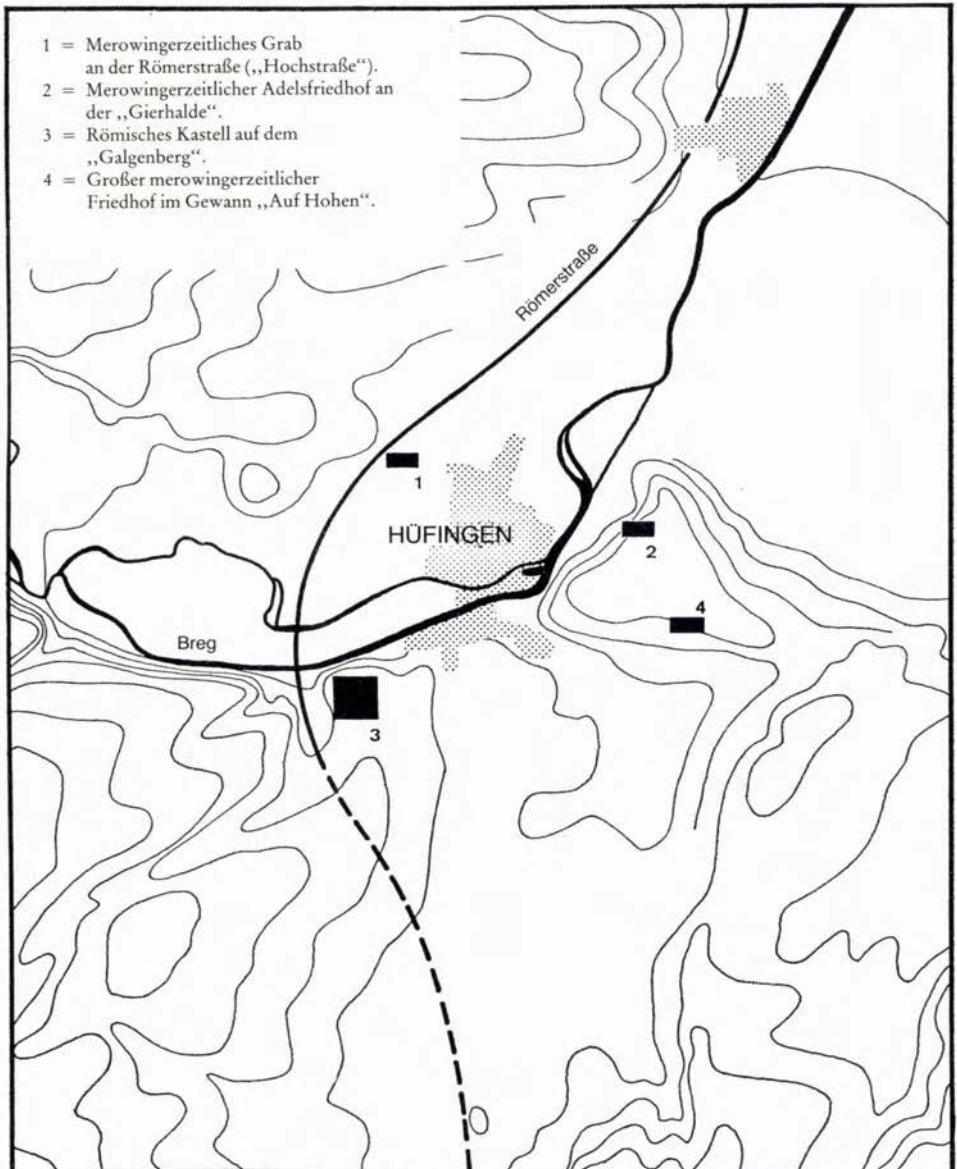 1 = Merowingerzeitliches Grab
an der Römerstraße (,,Hochstraße“).
2 = Merowingerzeitlicher Adelsfriedhof an
der ,,Gierhalde“.
3 = Römisches Kastell auf dem
,,Galgenberg“.
4 = Großer merowingerzeitlicher
Friedhof im Gewann ,,Auf Hohen“.
Römerstraße
1
HÜFINGEN
2
4
Breg
3